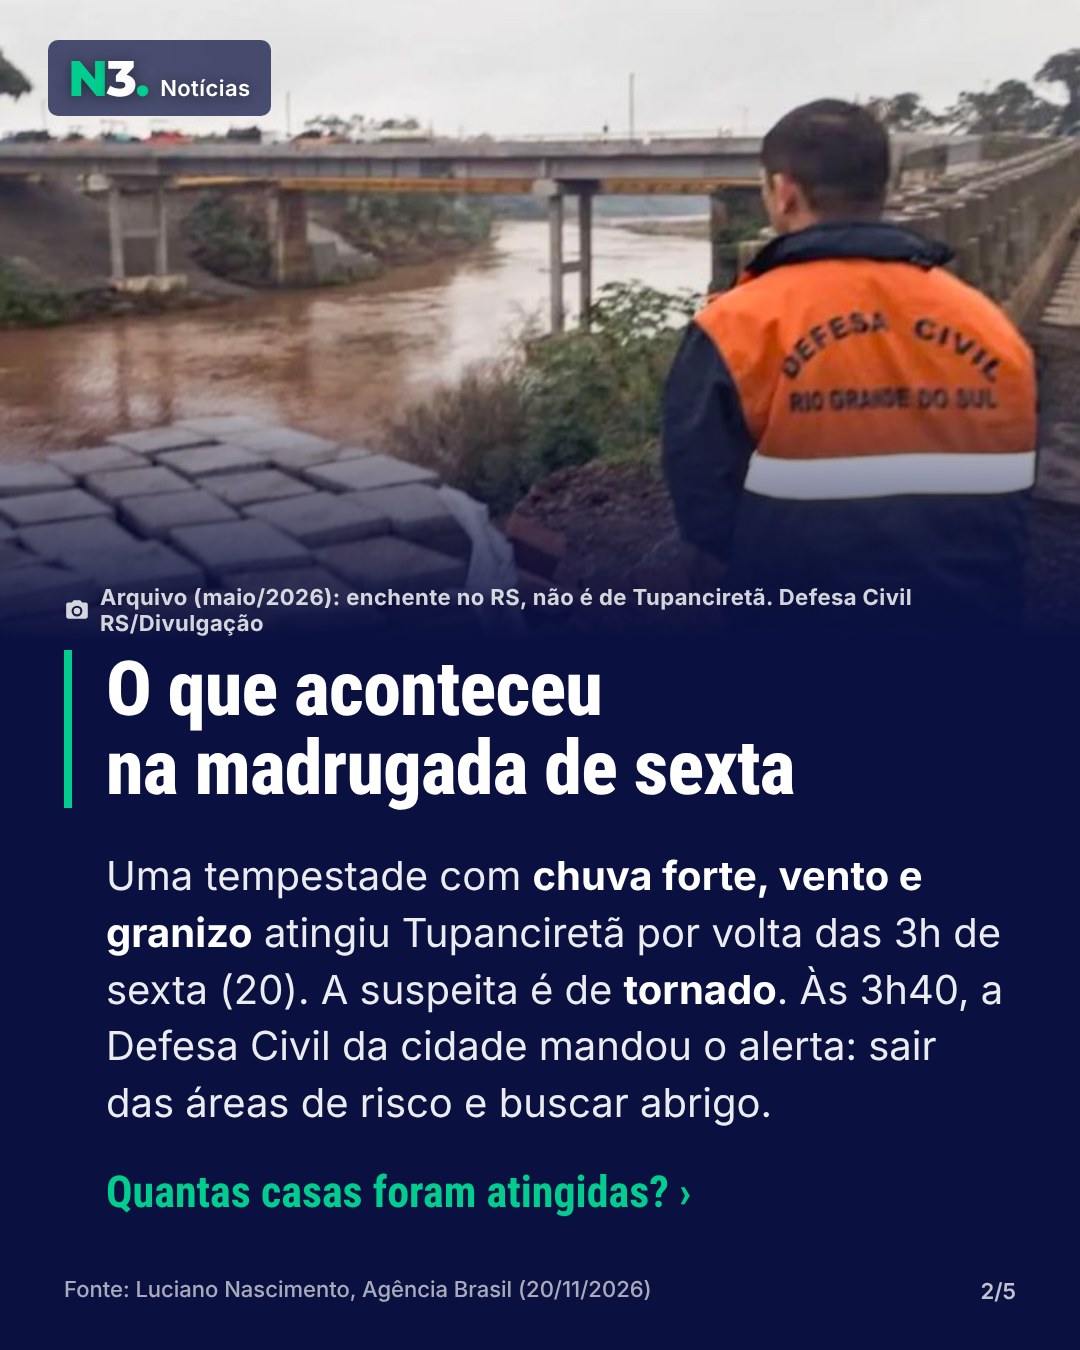 N3. Notícias
DEFESA CIVIL
RIO GRANDE DO SUL
Arquivo (maio/2026): enchente no RS, não é de Tupanciretã. Defesa Civil
RS/Divulgação
O que aconteceu
na madrugada de sexta
Uma tempestade com chuva forte, vento e
granizo atingiu Tupanciretã por volta das 3h de
sexta (20). A suspeita é de tornado. Às 3h40, a
Defesa Civil da cidade mandou o alerta: sair
das áreas de risco e buscar abrigo.
Quantas casas foram atingidas? ›
Fonte: Luciano Nascimento, Agência Brasil (20/11/2026)
2/5